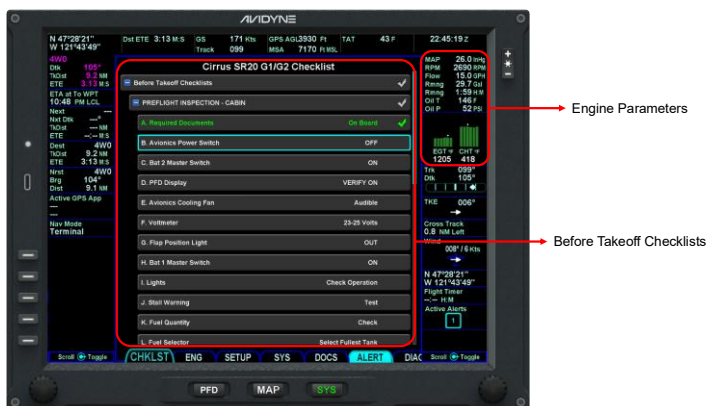 AVIDYNE
N 47°28'21"
W 121°43'49"
Dst ETE 3:13 M:S GS 171 Kts GPS AGL 3930 Ft TAT 43 F
Track 099 MSA 7170 Ft MSL
22:45:19 Z
4W0
Dtk 105°
TkDist 9.2 NM
ETE 3:13 M:S
ETA at To WPT
10:48 PM LCL
Next ---
Nxt Dtk ---°
TkDist --- NM
ETE --:-- M:S
Dest 4W0
TkDist 9.2 NM
ETE 3:13 M:S
Nrst 4W0
Brg 104°
Dist 9.1 NM
Active GPS App
---
---
Nav Mode
Terminal
Cirrus SR20 G1/G2 Checklist
Before Takeoff Checklists
PREFLIGHT INSPECTION - CABIN
A. Required Documents On Board
B. Avionics Power Switch OFF
C. Bat 2 Master Switch ON
D. PFD Display VERIFY ON
E. Avionics Cooling Fan Audible
F. Voltmeter 23-25 Volts
G. Flap Position Light OUT
H. Bat 1 Master Switch ON
I. Lights Check Operation
J. Stall Warning Test
K. Fuel Quantity Check
L. Fuel Selector Select Fullest Tank
MAP 26.0 InHg
RPM 2690 RPM
Flow 15.0 GPH
Rmng 29.7 Gal
Rmng 1:59 H:M
Oil T 146 F
Oil P 52 PSI
EGT °F CHT °F
1205 418
Trk 099°
Dtk 105°
TKE 006°
Cross Track
0.8 NM Left
Wind
008° / 6 Kts
N 47°28'21"
W 121°43'49"
Flight Timer
--:-- H:M
Active Alerts
1
Engine Parameters
Before Takeoff Checklists
Scroll Toggle CHKLST ENG SETUP SYS DOCS ALERT DIAG Scroll Toggle
PFD MAP SYS